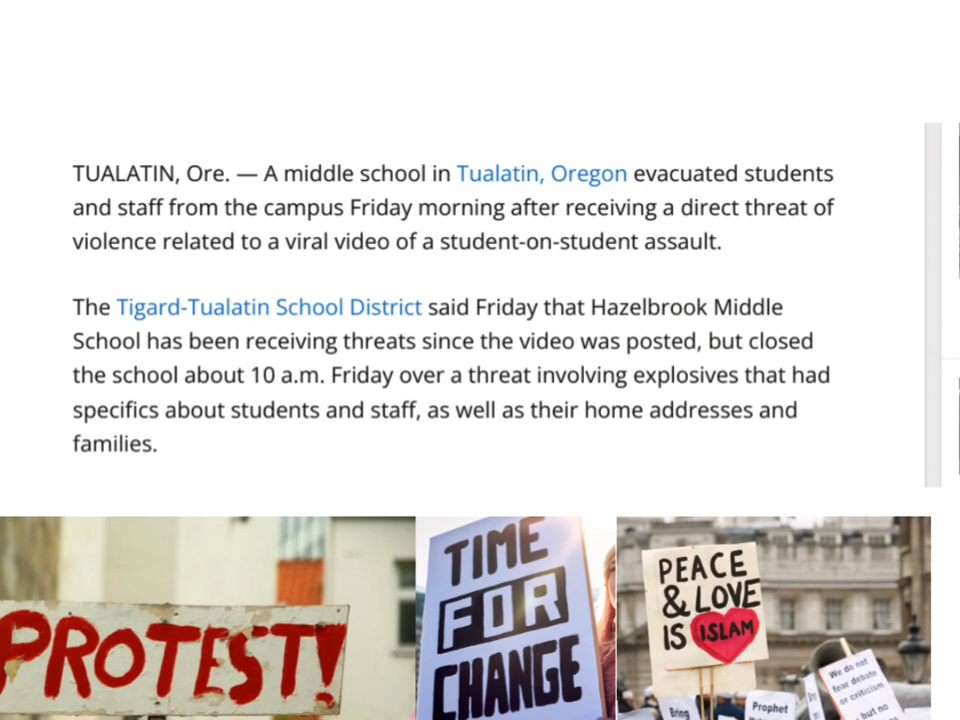 TUALATIN, Ore. — A middle school in Tualatin, Oregon evacuated students
and staff from the campus Friday morning after receiving a direct threat of
violence related to a viral video of a student-on-student assault.
The Tigard-Tualatin School District said Friday that Hazelbrook Middle
School has been receiving threats since the video was posted, but closed
the school about 10 a.m. Friday over a threat involving explosives that had
specifics about students and staff, as well as their home addresses and
families.
PROTEST!
TIME
FOR
CHANGE
PEACE
& LOVE
IS ISLAM
Bring
Prophet
We do not
fear debate
or criticism
but no